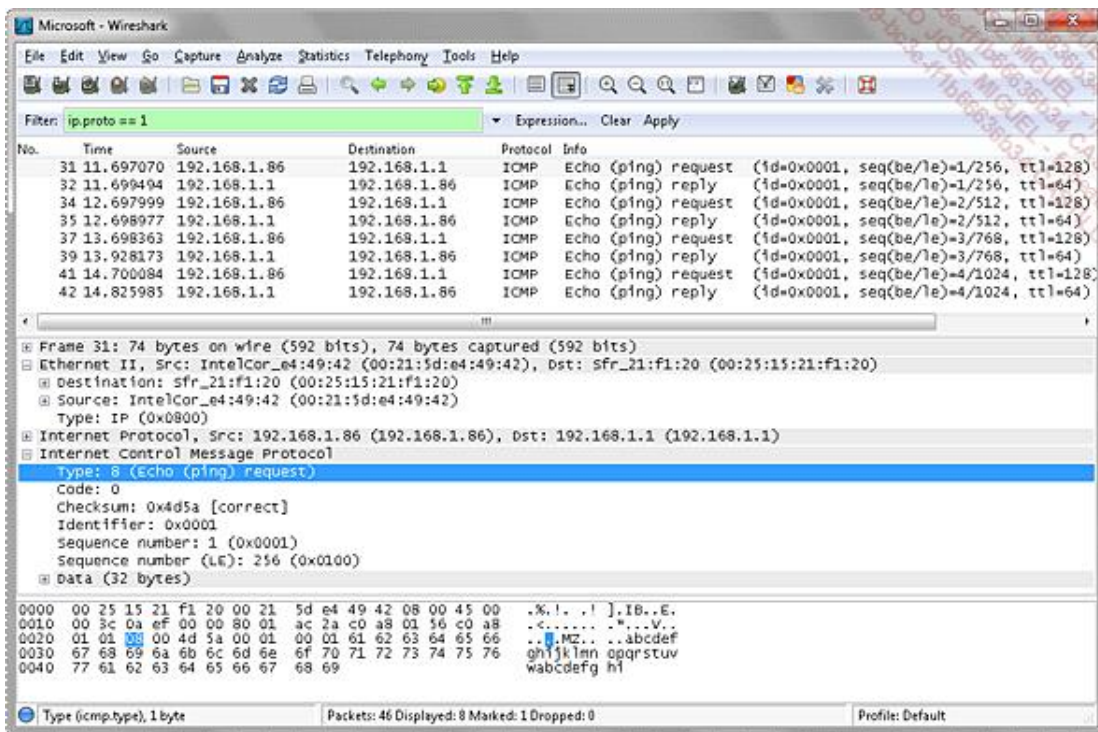 Microsoft - Wireshark
File Edit View Go Capture Analyze Statistics Telephony Tools Help
Filter: ip.proto == 1 Expression... Clear Apply
No. Time Source Destination Protocol Info
31 11.697070 192.168.1.86 192.168.1.1 ICMP Echo (ping) request (id=0x0001, seq(be/le)=1/256, ttl=128)
32 11.699494 192.168.1.1 192.168.1.86 ICMP Echo (ping) reply (id=0x0001, seq(be/le)=1/256, ttl=64)
34 12.697999 192.168.1.86 192.168.1.1 ICMP Echo (ping) request (id=0x0001, seq(be/le)=2/512, ttl=128)
35 12.698977 192.168.1.1 192.168.1.86 ICMP Echo (ping) reply (id=0x0001, seq(be/le)=2/512, ttl=64)
37 13.698363 192.168.1.86 192.168.1.1 ICMP Echo (ping) request (id=0x0001, seq(be/le)=3/768, ttl=128)
39 13.928173 192.168.1.1 192.168.1.86 ICMP Echo (ping) reply (id=0x0001, seq(be/le)=3/768, ttl=64)
41 14.700084 192.168.1.86 192.168.1.1 ICMP Echo (ping) request (id=0x0001, seq(be/le)=4/1024, ttl=128)
42 14.825985 192.168.1.1 192.168.1.86 ICMP Echo (ping) reply (id=0x0001, seq(be/le)=4/1024, ttl=64)
Frame 31: 74 bytes on wire (592 bits), 74 bytes captured (592 bits)
Ethernet II, Src: IntelCor_e4:49:42 (00:21:5d:e4:49:42), Dst: Sfr_21:f1:20 (00:25:15:21:f1:20)
Destination: Sfr_21:f1:20 (00:25:15:21:f1:20)
Source: IntelCor_e4:49:42 (00:21:5d:e4:49:42)
Type: IP (0x0800)
Internet Protocol, Src: 192.168.1.86 (192.168.1.86), Dst: 192.168.1.1 (192.168.1.1)
Internet Control Message Protocol
Type: 8 (Echo (ping) request)
Code: 0
Checksum: 0x4d5a [correct]
Identifier: 0x0001
Sequence number: 1 (0x0001)
Sequence number (LE): 256 (0x0100)
Data (32 bytes)
0000 00 25 15 21 f1 20 00 21 5d e4 49 42 08 00 45 00 .%.!. .! ].IB..E.
0010 00 3c 0a ef 00 00 80 01 ac 2a c0 a8 01 56 c0 a8 .<...... .*...V..
0020 01 01 08 00 4d 5a 00 01 00 01 61 62 63 64 65 66 ....MZ.. ..abcdef
0030 67 68 69 6a 6b 6c 6d 6e 6f 70 71 72 73 74 75 76 ghijklmn opqrstuv
0040 77 61 62 63 64 65 66 67 68 69 wabcdefg hi
Type (icmp.type), 1 byte Packets: 46 Displayed: 8 Marked: 1 Dropped: 0 Profile: Default